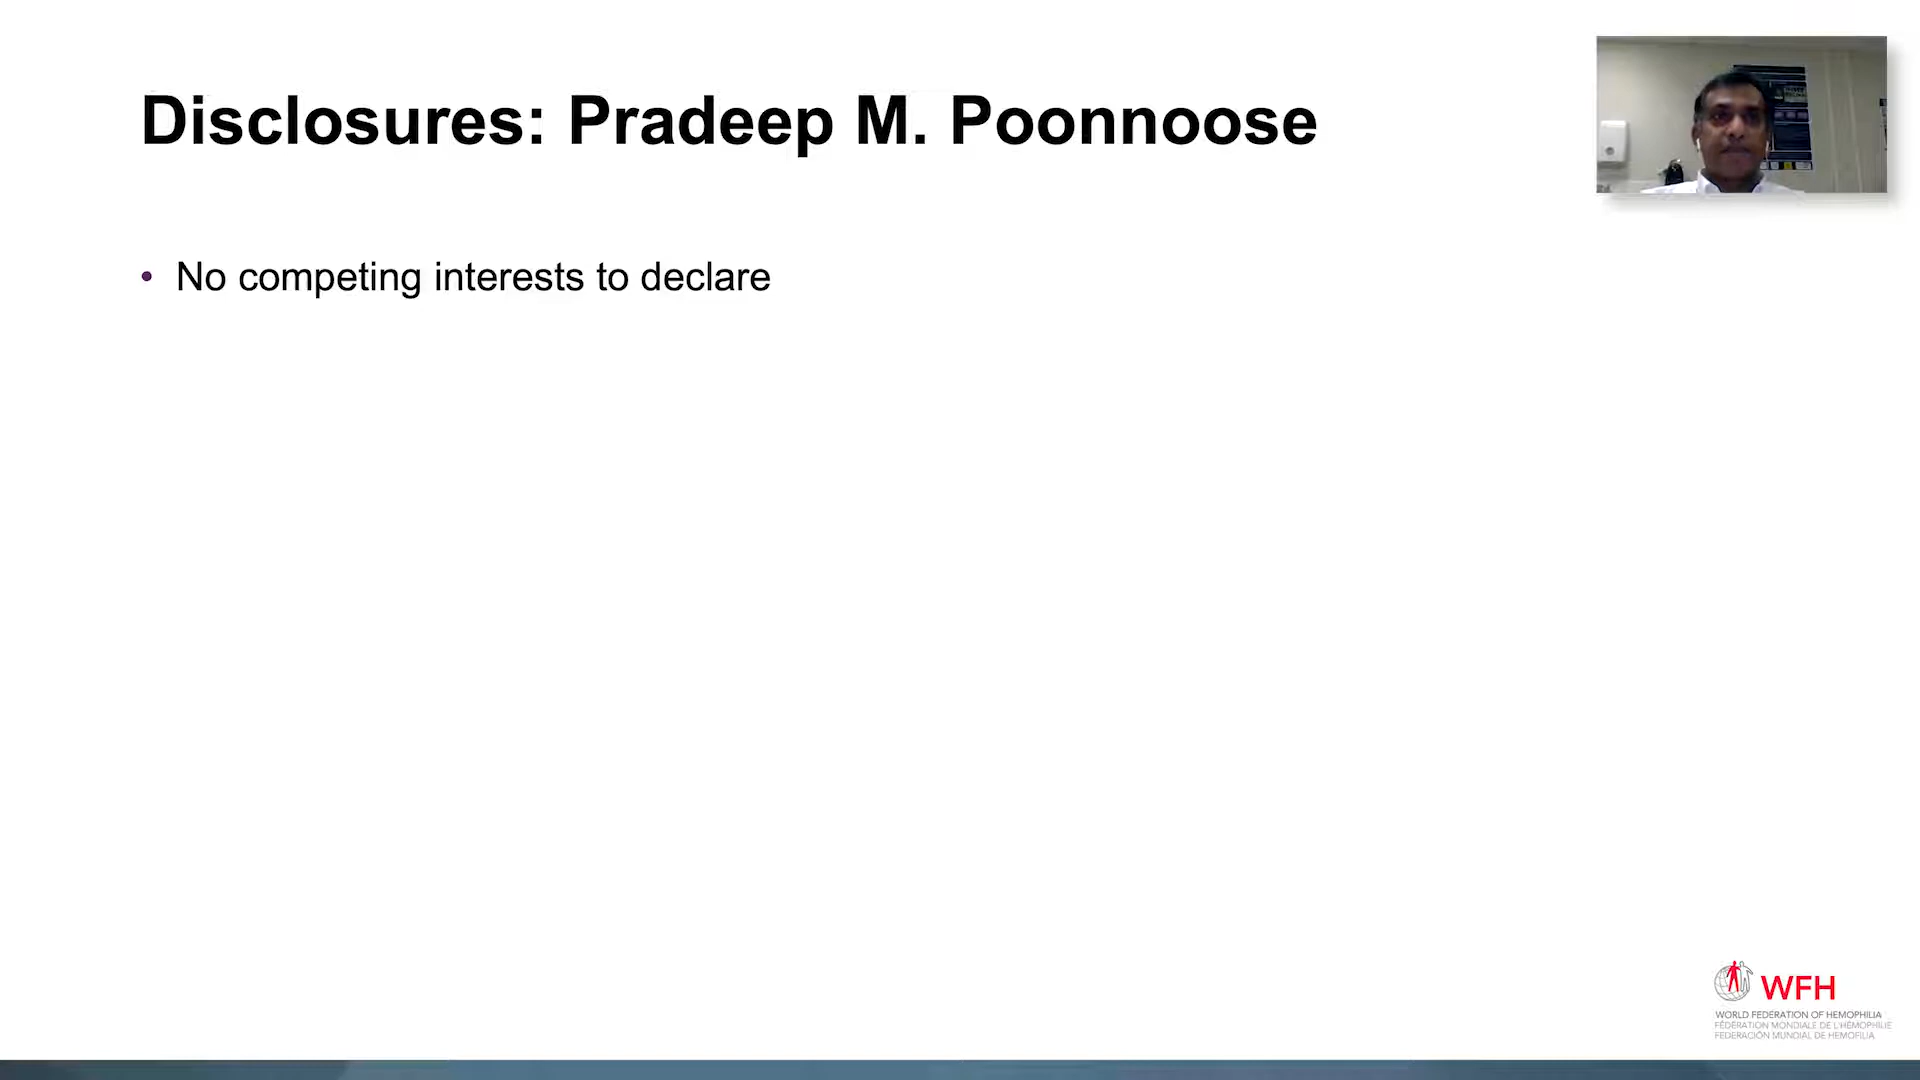 Disclosures: Pradeep M. Poonnoose
• No competing interests to declare
WFH
WORLD FEDERATION OF HEMOPHILIA
FÉDÉRATION MONDIALE DE L'HÉMOPHILIE
FEDERACIÓN MUNDIAL DE HEMOFILIA